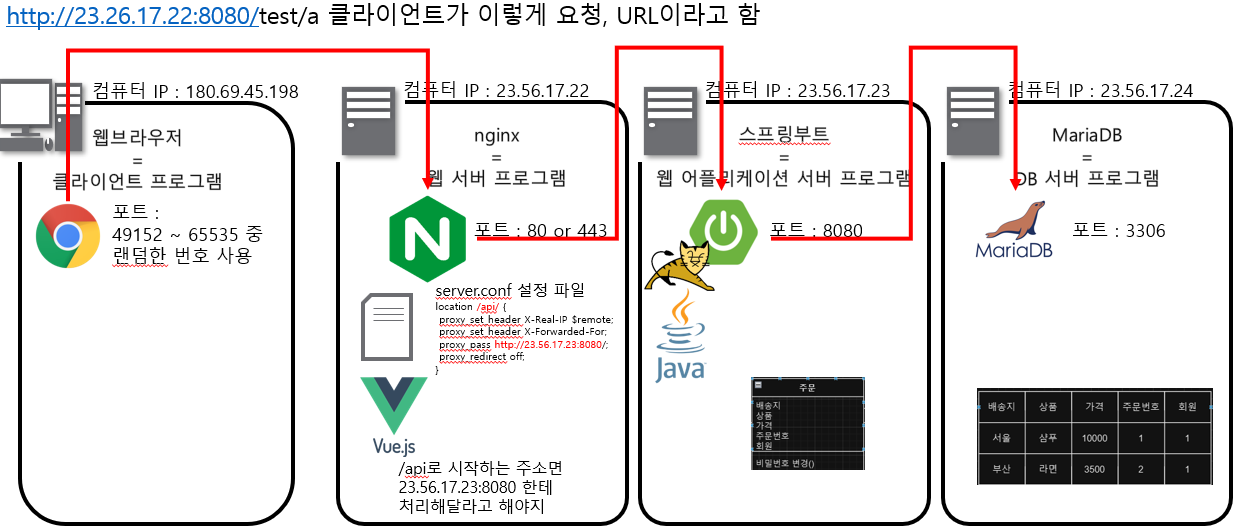 http://23.26.17.22:8080/test/a 클라이언트가 이렇게 요청, URL이라고 함
컴퓨터 IP : 180.69.45.198
웹브라우저
=
클라이언트 프로그램
포트 :
49152 ~ 65535 중
랜덤한 번호 사용
컴퓨터 IP : 23.56.17.22
nginx
=
웹 서버 프로그램
N
포트 : 80 or 443
server.conf 설정 파일
location /api/ {
proxy_set_header X-Real-IP $remote;
proxy_set_header X-Forwarded-For;
proxy_pass http://23.56.17.23:8080/;
proxy_redirect off;
}
Vue.js
/api로 시작하는 주소면
23.56.17.23:8080 한테
처리해달라고 해야지
컴퓨터 IP : 23.56.17.23
스프링부트
=
웹 어플리케이션 서버 프로그램
포트 : 8080
Java
주문
배송지
상품
가격
주문번호
회원
비밀번호 변경()
컴퓨터 IP : 23.56.17.24
MariaDB
=
DB 서버 프로그램
MariaDB
포트 : 3306
배송지 상품 가격 주문번호 회원
서울 샴푸 10000 1 1
부산 라면 3500 2 1